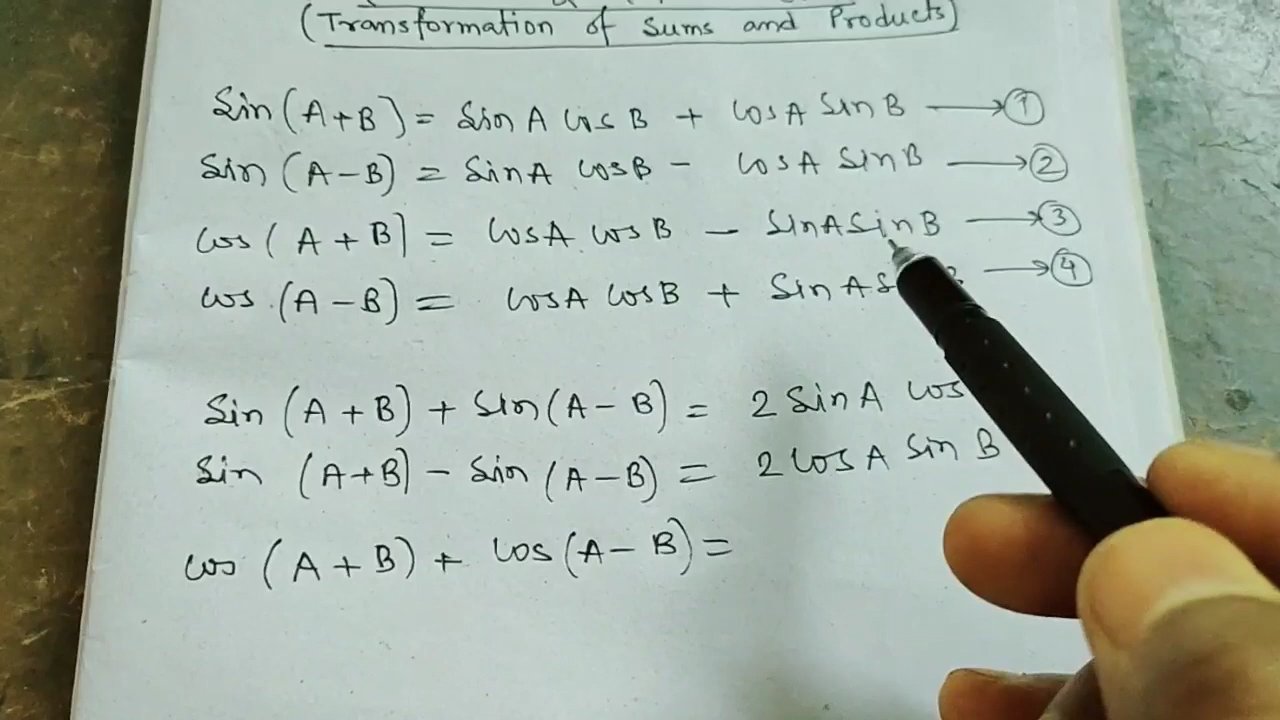 (Transformation of Sums and Products)
Sin(A+B) = Sin A Cos B + Cos A Sin B → ①
Sin (A-B) = Sin A Cos B - Cos A Sin B → ②
Cos (A+B) = Cos A Cos B - Sin A Sin B → ③
Cos (A-B) = Cos A Cos B + Sin A → ④
Sin (A+B) + Sin (A-B) = 2 Sin A Cos
Sin (A+B) - Sin (A-B) = 2 Cos A Sin B
Cos (A+B) + Cos (A-B) =